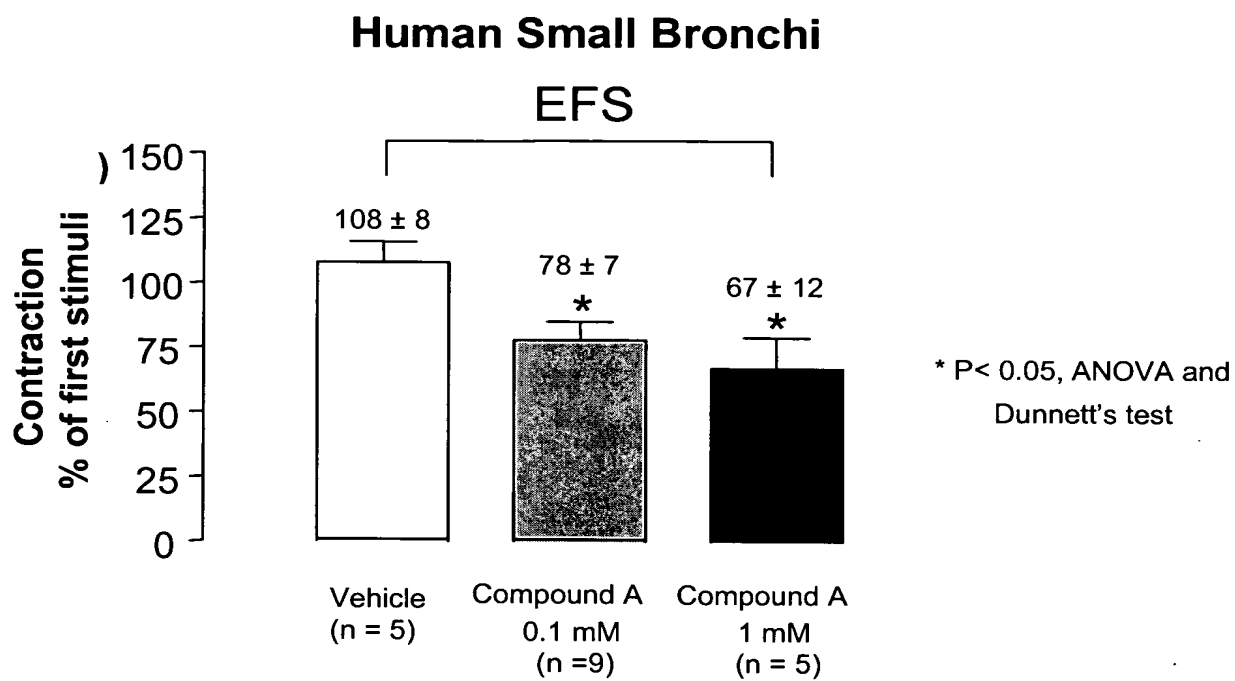 Human Small Bronchi
EFS
)
150
125
100
75
50
25
0
Contraction
% of first stimuli
108 ± 8
78 ± 7
*
67 ± 12
*
* P< 0.05, ANOVA and
Dunnett's test
Vehicle
(n = 5)
Compound A
0.1 mM
(n =9)
Compound A
1 mM
(n = 5)